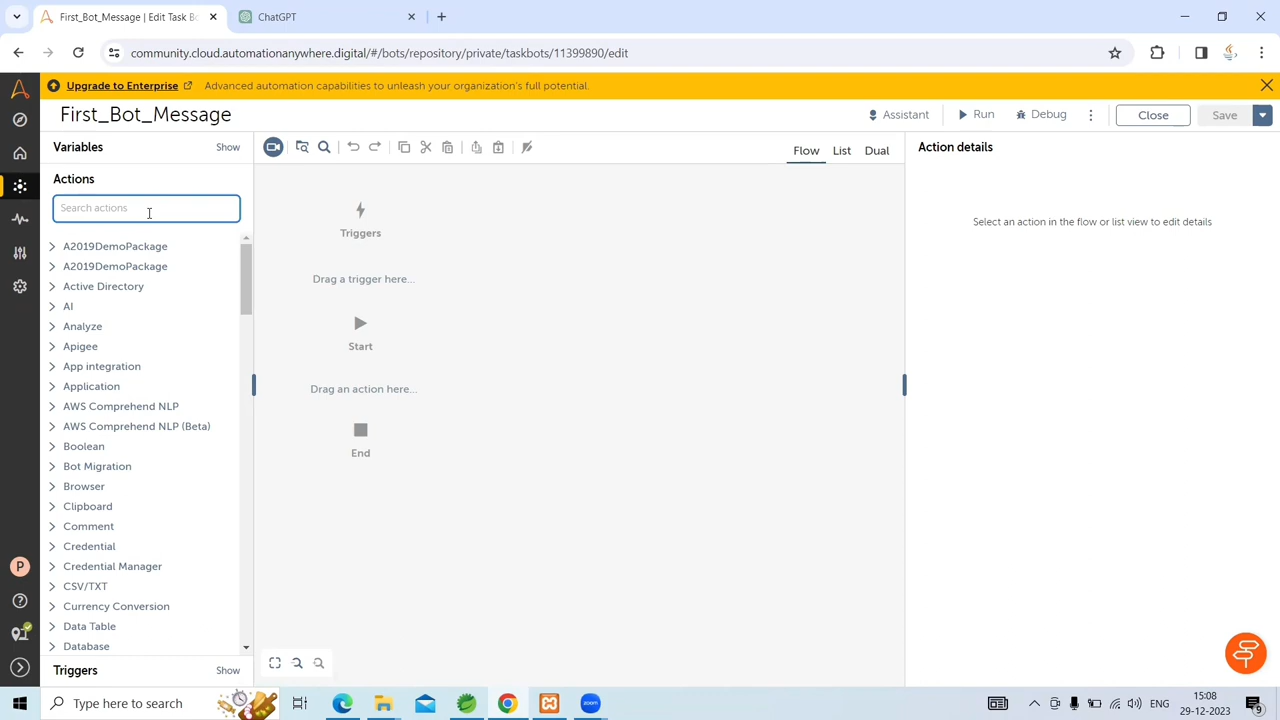 First_Bot_Message | Edit Task B
ChatGPT
community.cloud.automationanywhere.digital/#/bots/repository/private/taskbots/11399890/edit
Upgrade to Enterprise Advanced automation capabilities to unleash your organization's full potential.
First_Bot_Message
Assistant
Run
Debug
Close
Save
Variables
Show
Flow
List
Dual
Action details
Actions
Search actions
Select an action in the flow or list view to edit details
A2019DemoPackage
A2019DemoPackage
Active Directory
AI
Analyze
Apigee
App integration
Application
AWS Comprehend NLP
AWS Comprehend NLP (Beta)
Boolean
Bot Migration
Browser
Clipboard
Comment
Credential
Credential Manager
CSV/TXT
Currency Conversion
Data Table
Database
Triggers
Show
Triggers
Drag a trigger here...
Start
Drag an action here...
End
P
Type here to search
zoom
ENG
15:08
29-12-2023
9